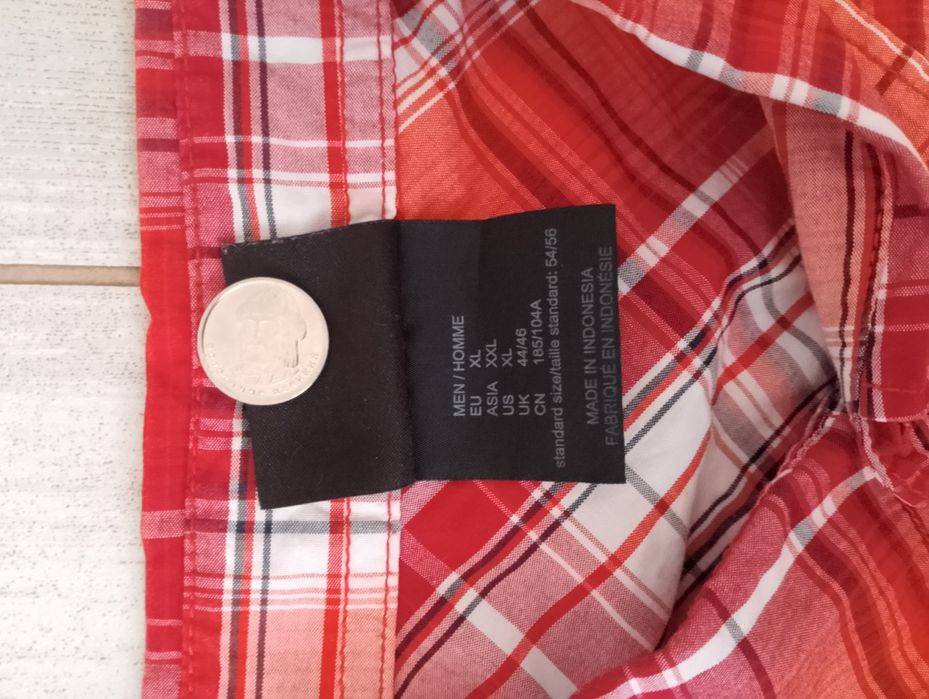 MEN / HOMME
EU XL
ASIA XXL
US XL
UK 44/46
CN 185/104A
standard size/taille standard: 54/56
MADE IN INDONESIA
FABRIQUÉ EN INDONÉSIE